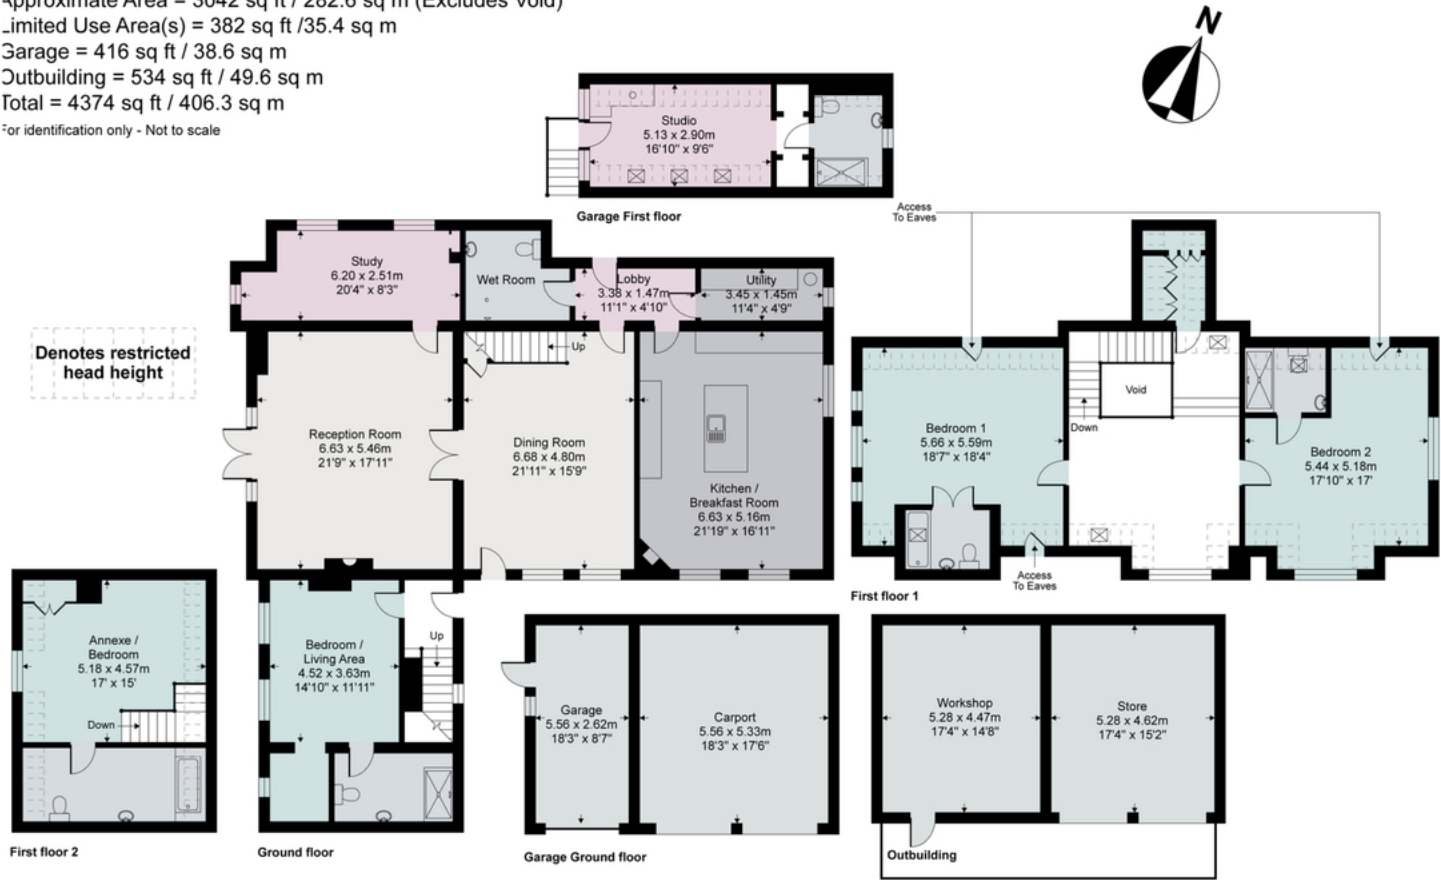 Approximate Area = 3042 sq ft / 282.6 sq m (Excludes Void)
Limited Use Area(s) = 382 sq ft /35.4 sq m
Garage = 416 sq ft / 38.6 sq m
Outbuilding = 534 sq ft / 49.6 sq m
Total = 4374 sq ft / 406.3 sq m
For identification only - Not to scale
N
Studio
5.13 x 2.90m
16'10" x 9'6"
Garage First floor
Access
To Eaves
Study
6.20 x 2.51m
20'4" x 8'3"
Wet Room
Lobby
3.38 x 1.47m
11'1" x 4'10"
Utility
3.45 x 1.45m
11'4" x 4'9"
Denotes restricted
head height
Up
Reception Room
6.63 x 5.46m
21'9" x 17'11"
Dining Room
6.68 x 4.80m
21'11" x 15'9"
Kitchen /
Breakfast Room
6.63 x 5.16m
21'19" x 16'11"
Void
Down
Bedroom 1
5.66 x 5.59m
18'7" x 18'4"
Bedroom 2
5.44 x 5.18m
17'10" x 17'
Access
To Eaves
First floor 1
Annexe /
Bedroom
5.18 x 4.57m
17' x 15'
Down
First floor 2
Bedroom /
Living Area
4.52 x 3.63m
14'10" x 11'11"
Up
Ground floor
Garage
5.56 x 2.62m
18'3" x 8'7"
Carport
5.56 x 5.33m
18'3" x 17'6"
Garage Ground floor
Workshop
5.28 x 4.47m
17'4" x 14'8"
Store
5.28 x 4.62m
17'4" x 15'2"
Outbuilding